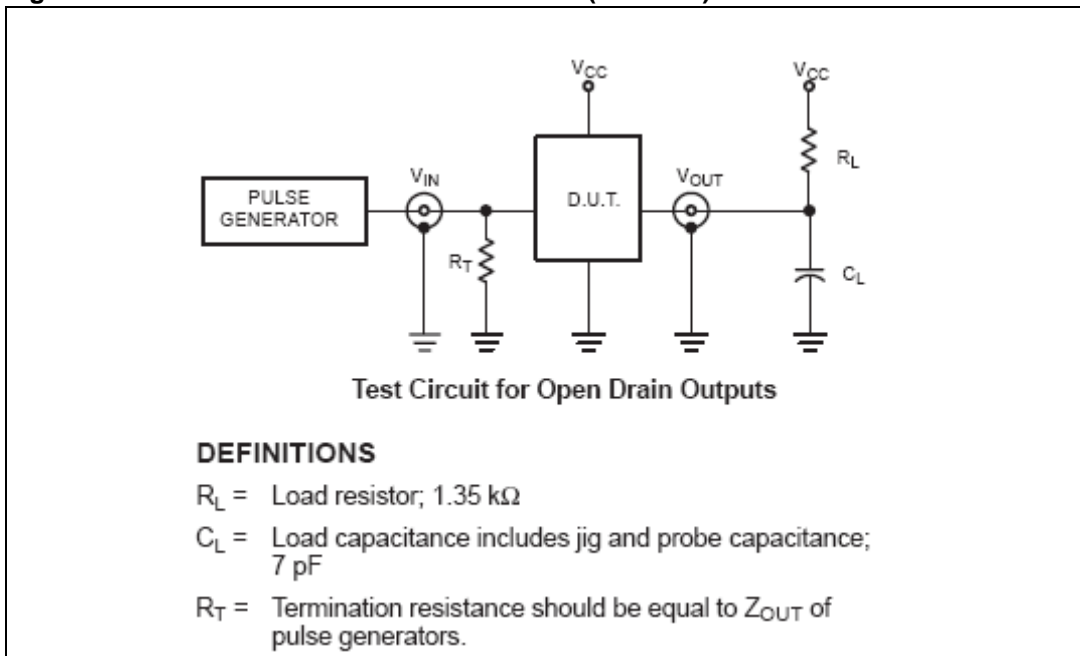 V_CC
V_CC
R_L
V_IN
V_OUT
PULSE
GENERATOR
D.U.T.
R_T
C_L
Test Circuit for Open Drain Outputs
DEFINITIONS
R_L = Load resistor; 1.35 kΩ
C_L = Load capacitance includes jig and probe capacitance;
7 pF
R_T = Termination resistance should be equal to Z_OUT of
pulse generators.